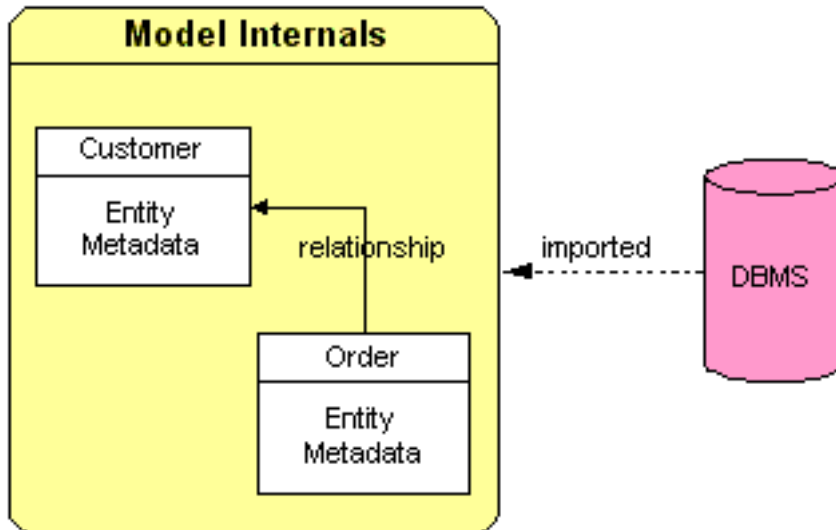 Model Internals
Customer
Entity
Metadata
relationship
imported
DBMS
Order
Entity
Metadata